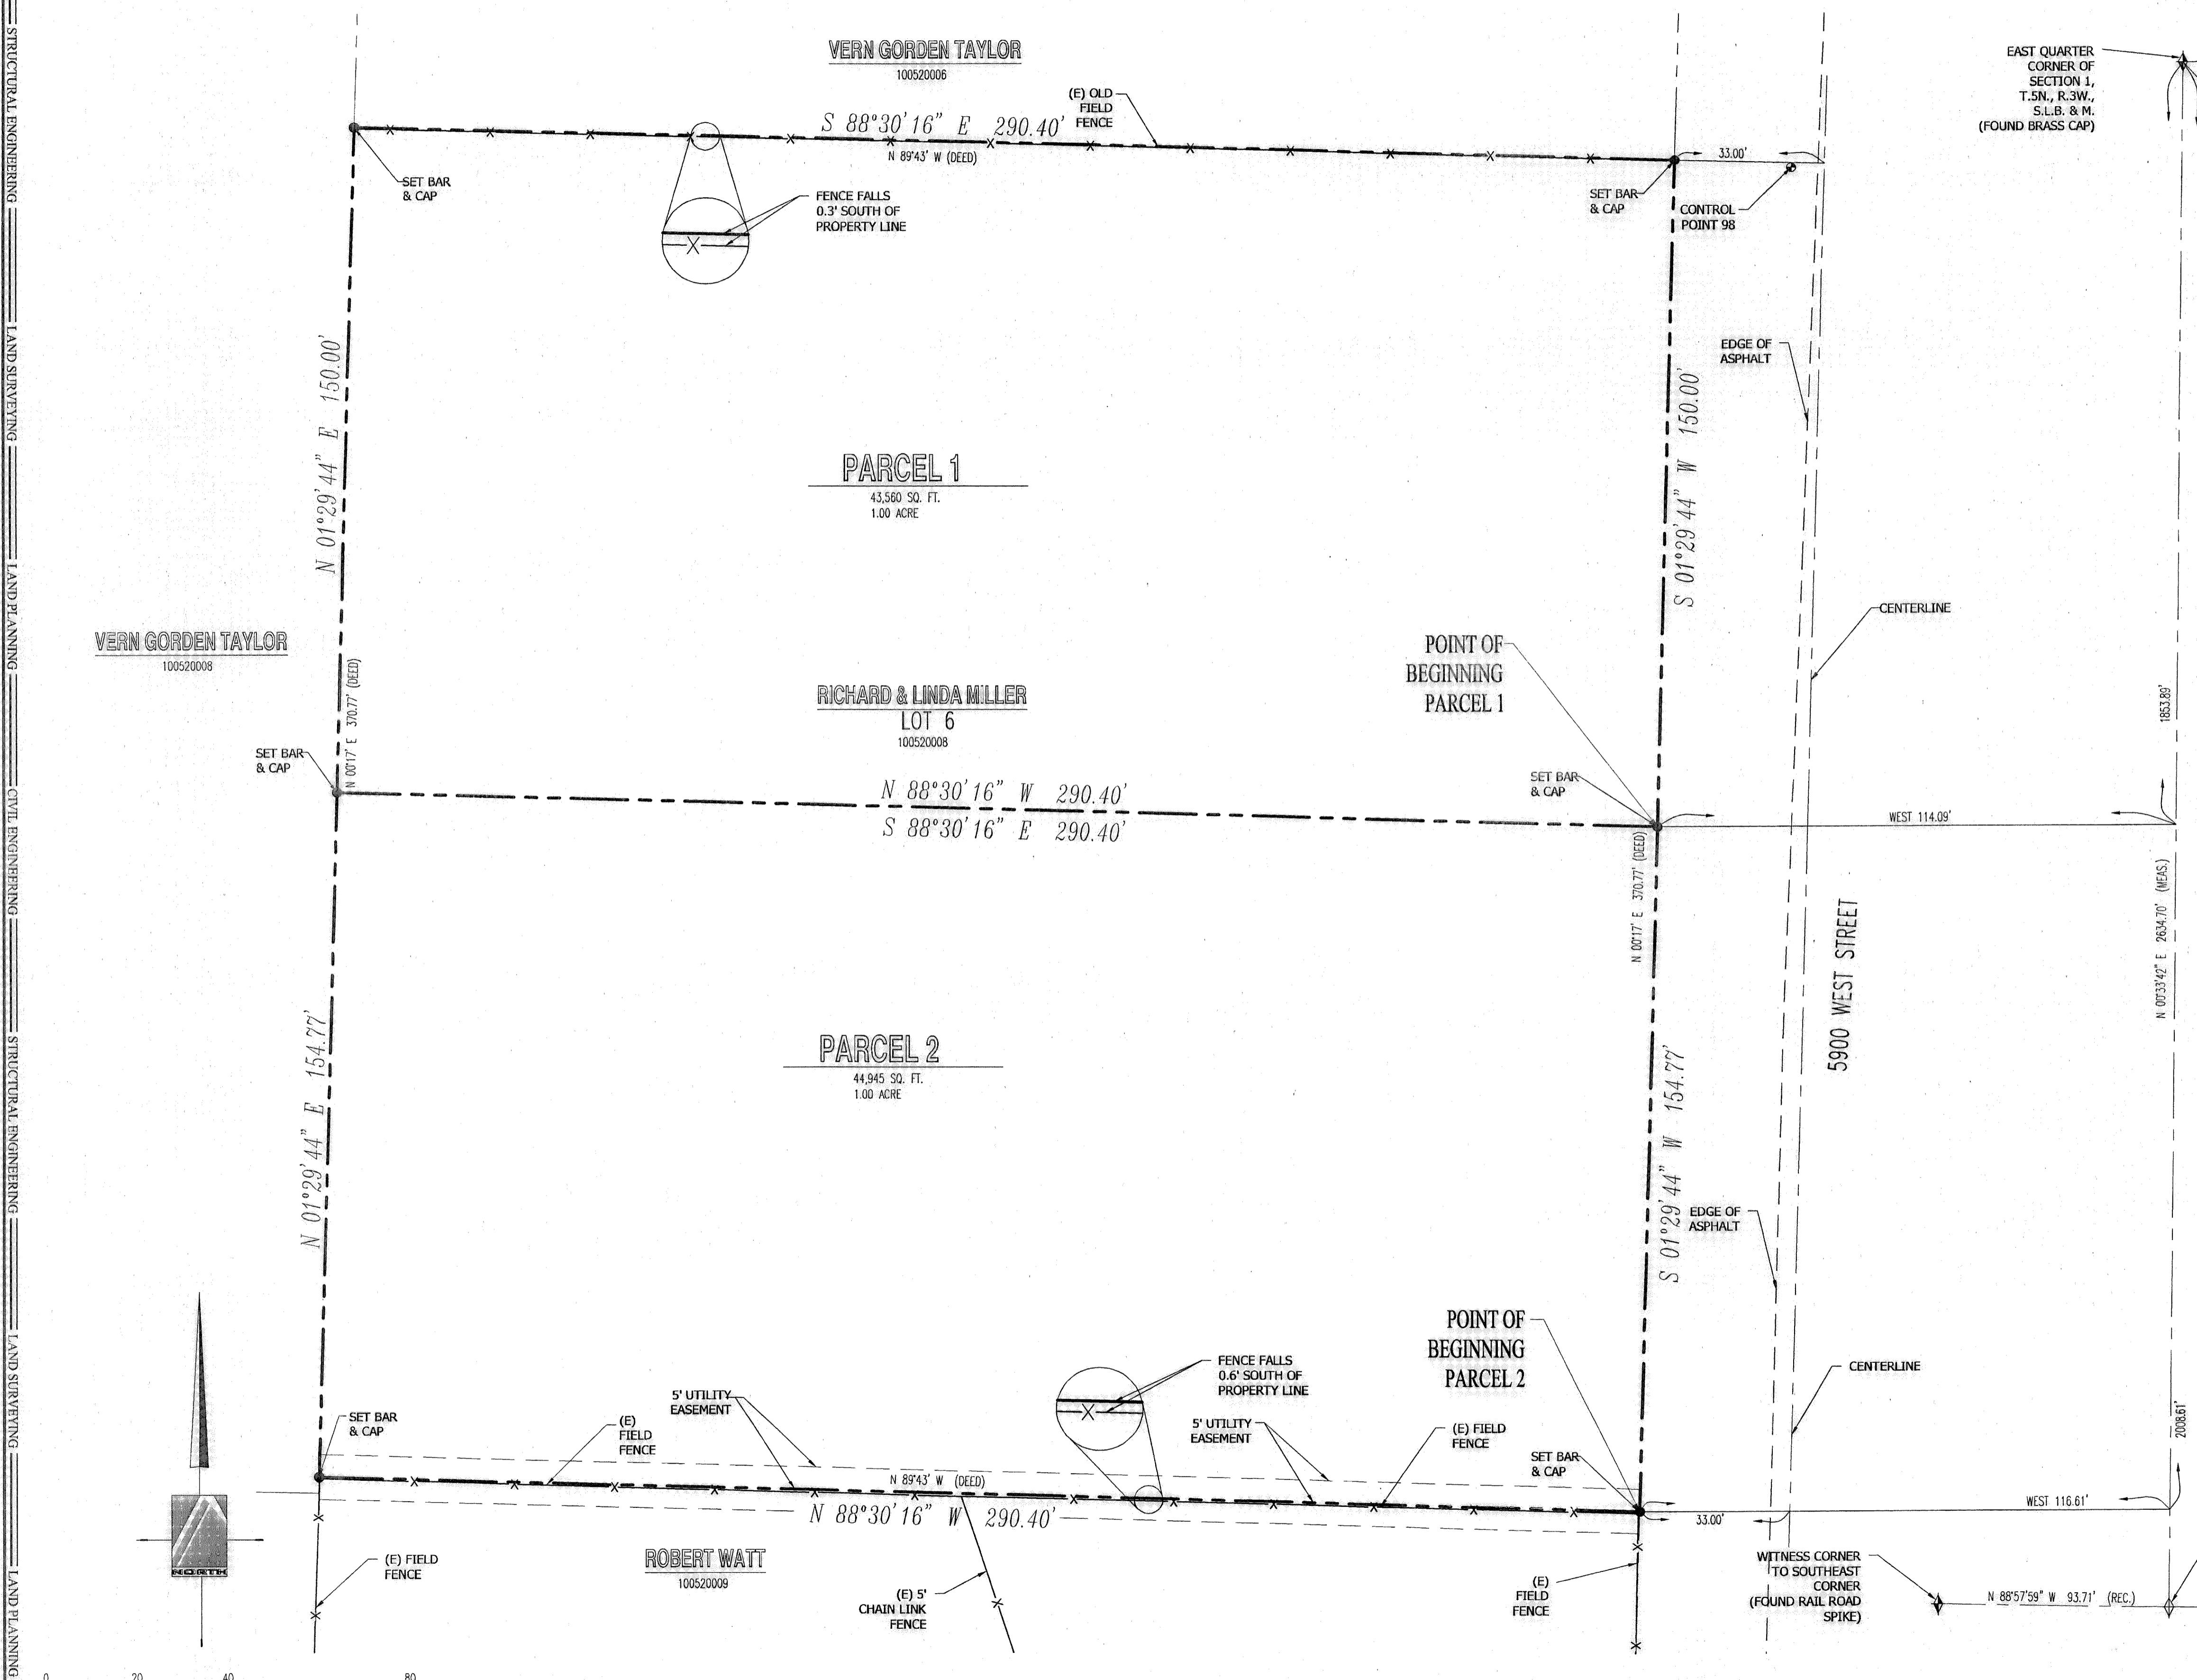 VERN GORDEN TAYLOR
100520006
(E) OLD
FIELD
FENCE
S 88°30'16" E 290.40'
N 89°43' W (DEED)
EAST QUARTER
CORNER OF
SECTION 1,
T.5N., R.3W.,
S.L.B. & M.
(FOUND BRASS CAP)
SET BAR
& CAP
FENCE FALLS
0.3' SOUTH OF
PROPERTY LINE
X
33.00'
SET BAR
& CAP
CONTROL
POINT 98
EDGE OF
ASPHALT
N 01°29'44" E 150.00'
S 01°29'44" W 150.00'
PARCEL 1
43,560 SQ. FT.
1.00 ACRE
CENTERLINE
VERN GORDEN TAYLOR
100520008
N 00°17' E 370.77' (DEED)
RICHARD & LINDA MILLER
LOT 6
100520008
POINT OF
BEGINNING
PARCEL 1
1853.89'
SET BAR
& CAP
SET BAR
& CAP
N 88°30'16" W 290.40'
S 88°30'16" E 290.40'
WEST 114.09'
N 00°17' E 370.77' (DEED)
N 00°33'42" E 2634.70' (MEAS.)
5900 WEST STREET
N 01°29'44" E 154.77'
S 01°29'44" W 154.77'
PARCEL 2
44,945 SQ. FT.
1.00 ACRE
EDGE OF
ASPHALT
POINT OF
BEGINNING
PARCEL 2
CENTERLINE
FENCE FALLS
0.6' SOUTH OF
PROPERTY LINE
X
5' UTILITY
EASEMENT
SET BAR
& CAP
(E)
FIELD
FENCE
5' UTILITY
EASEMENT
(E) FIELD
FENCE
SET BAR
& CAP
2008.61'
N 89°43' W (DEED)
N 88°30'16" W 290.40'
WEST 116.61'
33.00'
NORTH
(E) FIELD
FENCE
ROBERT WATT
100520009
(E) 5'
CHAIN LINK
FENCE
(E)
FIELD
FENCE
WITNESS CORNER
TO SOUTHEAST
CORNER
(FOUND RAIL ROAD
SPIKE)
N 88°57'59" W 93.71' (REC.)
0 20 40 80
STRUCTURAL ENGINEERING LAND SURVEYING LAND PLANNING CIVIL ENGINEERING STRUCTURAL ENGINEERING LAND SURVEYING LAND PLANNING